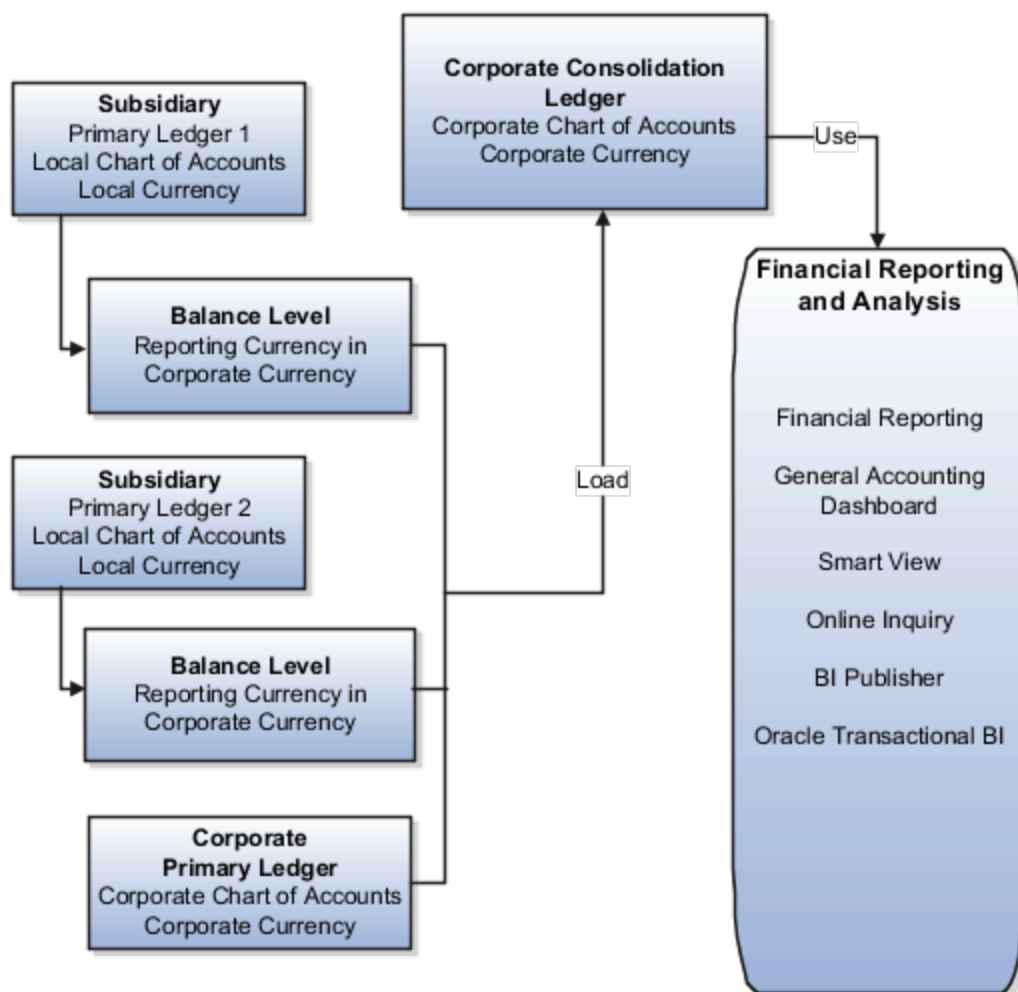 Subsidiary
Primary Ledger 1
Local Chart of Accounts
Local Currency
Balance Level
Reporting Currency in
Corporate Currency
Subsidiary
Primary Ledger 2
Local Chart of Accounts
Local Currency
Balance Level
Reporting Currency in
Corporate Currency
Corporate
Primary Ledger
Corporate Chart of Accounts
Corporate Currency
Load
Corporate Consolidation
Ledger
Corporate Chart of Accounts
Corporate Currency
Use
Financial Reporting
and Analysis
Financial Reporting
General Accounting
Dashboard
Smart View
Online Inquiry
BI Publisher
Oracle Transactional BI